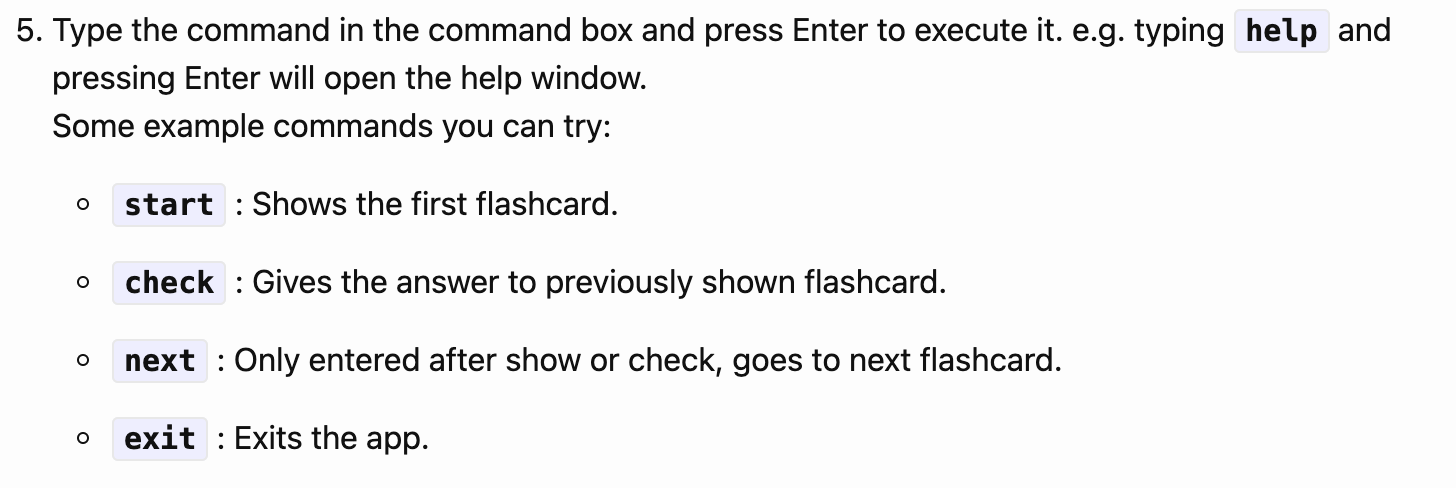 5. Type the command in the command box and press Enter to execute it. e.g. typing help and
pressing Enter will open the help window.
Some example commands you can try:
start : Shows the first flashcard.
check : Gives the answer to previously shown flashcard.
next : Only entered after show or check, goes to next flashcard.
exit : Exits the app.